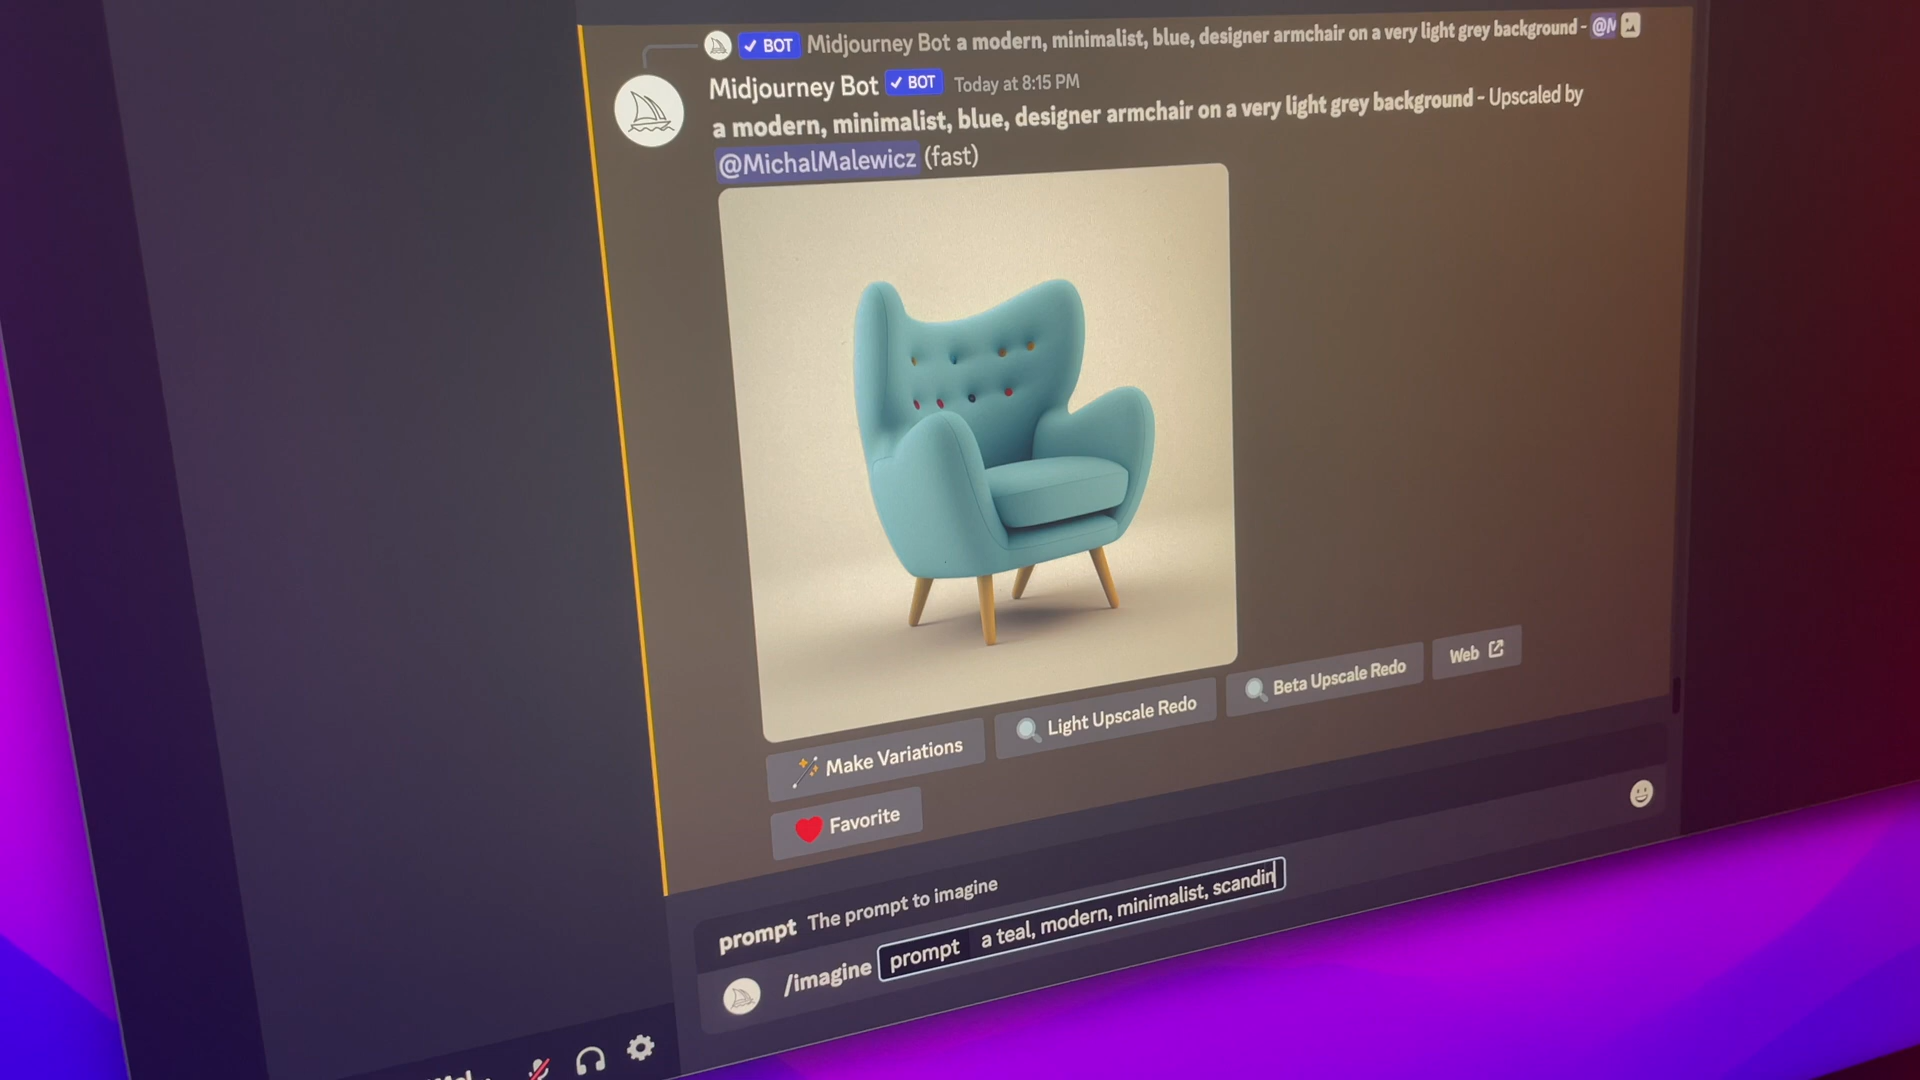 ✓ BOT Midjourney Bot a modern, minimalist, blue, designer armchair on a very light grey background - @M
Midjourney Bot ✓ BOT Today at 8:15 PM
a modern, minimalist, blue, designer armchair on a very light grey background - Upscaled by
@MichalMalewicz (fast)
Make Variations
Light Upscale Redo
Beta Upscale Redo
Web
Favorite
prompt The prompt to imagine
/imagine prompt a teal, modern, minimalist, scandin